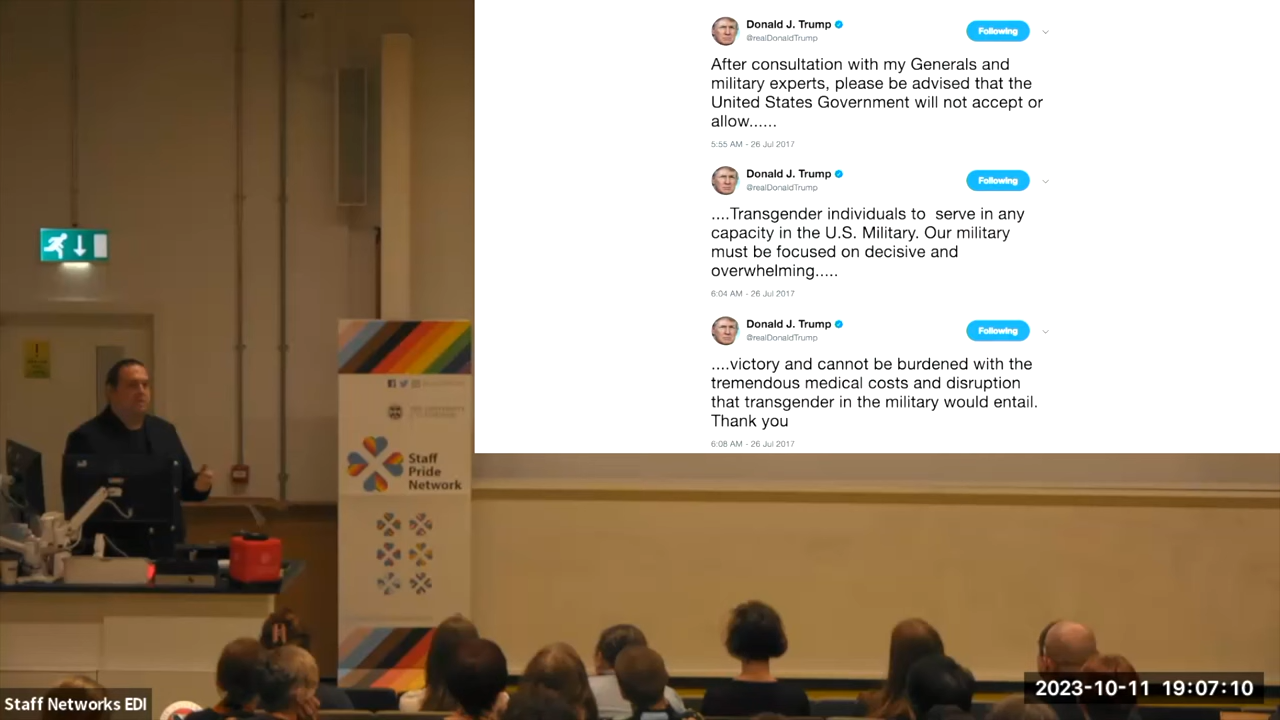 Donald J. Trump
@realDonaldTrump
Following
After consultation with my Generals and
military experts, please be advised that the
United States Government will not accept or
allow......
5:55 AM - 26 Jul 2017
Donald J. Trump
@realDonaldTrump
Following
....Transgender individuals to  serve in any
capacity in the U.S. Military. Our military
must be focused on decisive and
overwhelming.....
6:04 AM - 26 Jul 2017
Donald J. Trump
@realDonaldTrump
Following
....victory and cannot be burdened with the
tremendous medical costs and disruption
that transgender in the military would entail.
Thank you
6:08 AM - 26 Jul 2017
Staff
Pride
Network
Staff Networks EDI
2023-10-11 19:07:10